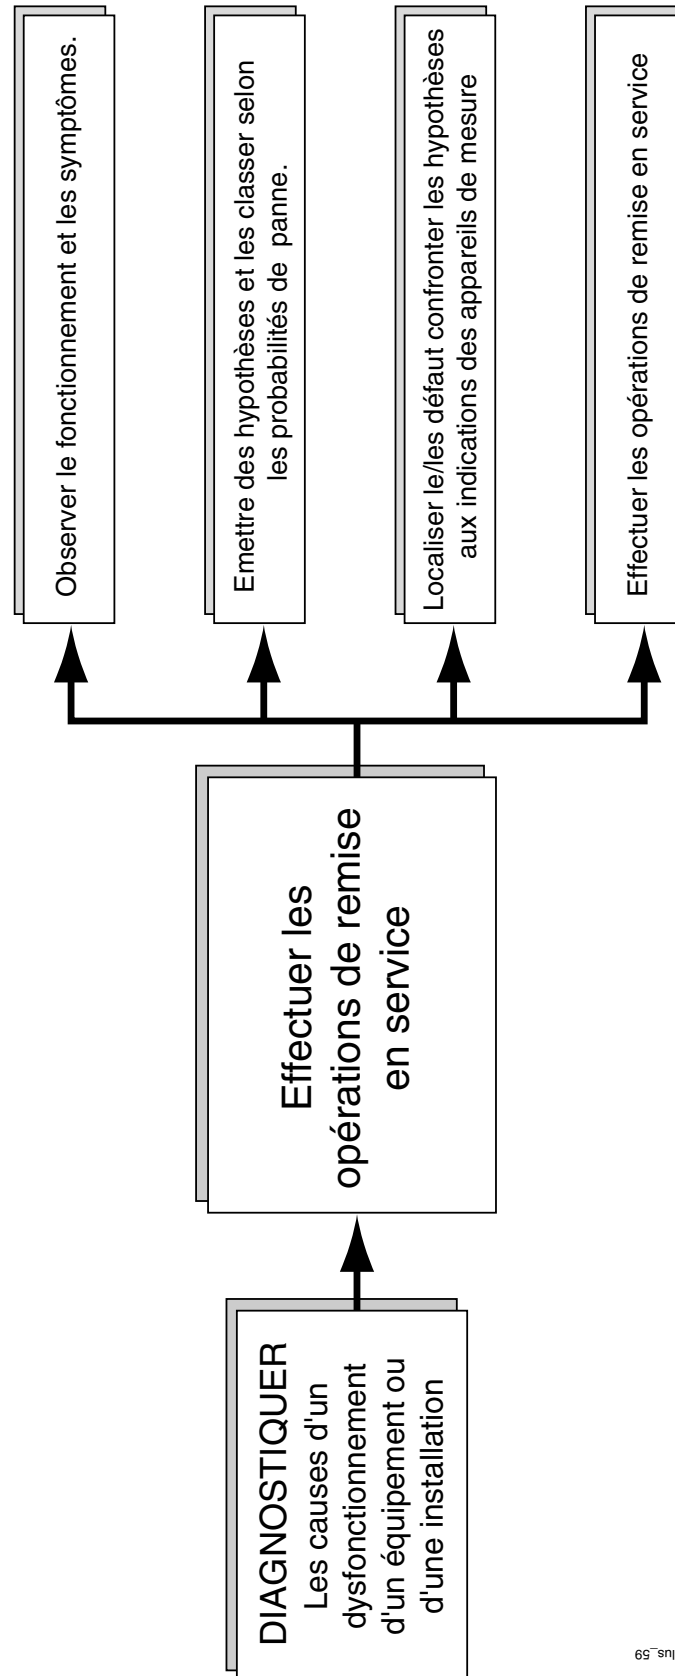 DIAGNOSTIQUER
Les causes d'un
dysfonctionnement
d'un équipement ou
d'une installation
Effectuer les
opérations de remise
en service
Observer le fonctionnement et les symptômes.
Emettre des hypothèses et les classer selon
les probabilités de panne.
Localiser le/les défaut confronter les hypothèses
aux indications des appareils de mesure
Effectuer les opérations de remise en service
lus_59